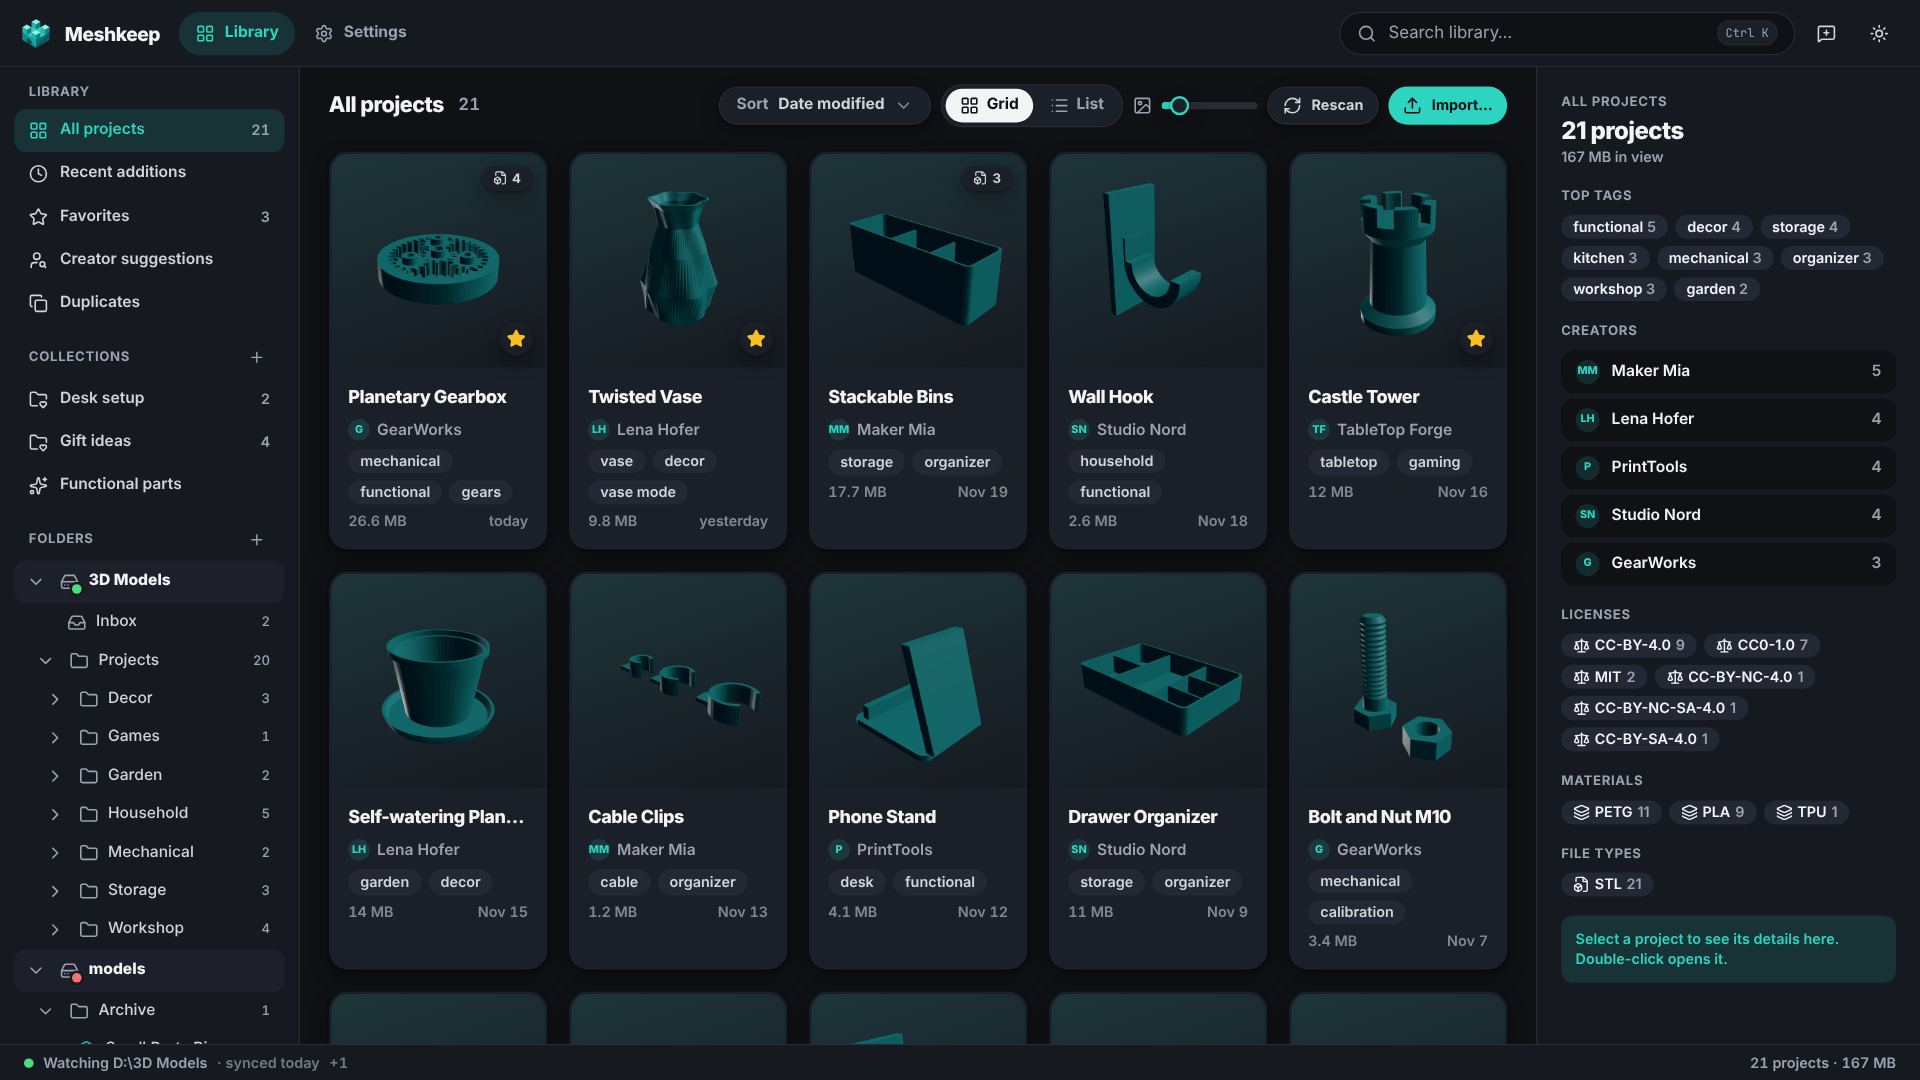 Meshkeep
Library
Settings
Search library...
Ctrl K
LIBRARY
All projects 21
Recent additions
Favorites 3
Creator suggestions
Duplicates
COLLECTIONS
Desk setup 2
Gift ideas 4
Functional parts
FOLDERS
3D Models
Inbox 2
Projects 20
Decor 3
Games 1
Garden 2
Household 5
Mechanical 2
Storage 3
Workshop 4
models
Archive 1
All projects 21
Sort Date modified
Grid
List
Rescan
Import...
4
Planetary Gearbox
G GearWorks
mechanical
functional gears
26.6 MB today
Twisted Vase
LH Lena Hofer
vase decor
vase mode
9.8 MB yesterday
3
Stackable Bins
MM Maker Mia
storage organizer
17.7 MB Nov 19
Wall Hook
SN Studio Nord
household
functional
2.6 MB Nov 18
Castle Tower
TF TableTop Forge
tabletop gaming
12 MB Nov 16
Self-watering Plan...
LH Lena Hofer
garden decor
14 MB Nov 15
Cable Clips
MM Maker Mia
cable organizer
1.2 MB Nov 13
Phone Stand
P PrintTools
desk functional
4.1 MB Nov 12
Drawer Organizer
SN Studio Nord
storage organizer
11 MB Nov 9
Bolt and Nut M10
G GearWorks
mechanical
calibration
3.4 MB Nov 7
ALL PROJECTS
21 projects
167 MB in view
TOP TAGS
functional 5 decor 4 storage 4
kitchen 3 mechanical 3 organizer 3
workshop 3 garden 2
CREATORS
MM Maker Mia 5
LH Lena Hofer 4
P PrintTools 4
SN Studio Nord 4
G GearWorks 3
LICENSES
CC-BY-4.0 9 CC0-1.0 7
MIT 2 CC-BY-NC-4.0 1
CC-BY-NC-SA-4.0 1
CC-BY-SA-4.0 1
MATERIALS
PETG 11 PLA 9 TPU 1
FILE TYPES
STL 21
Select a project to see its details here.
Double-click opens it.
Watching D:\3D Models · synced today +1
21 projects · 167 MB